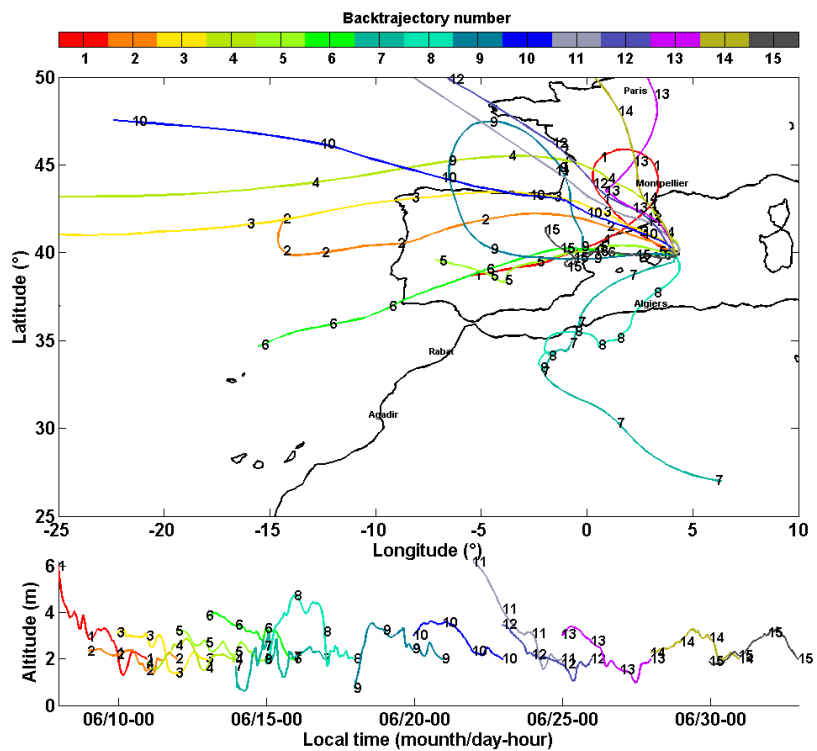 Backtrajectory number
1 2 3 4 5 6 7 8 9 10 11 12 13 14 15
50
45
40
35
30
25
Latitude (°)
Paris
Montpellier
Algiers
Rabat
Agadir
-25 -20 -15 -10 -5 0 5 10
Longitude (°)
6
4
2
0
Altitude (m)
06/10-00 06/15-00 06/20-00 06/25-00 06/30-00
Local time (mounth/day-hour)